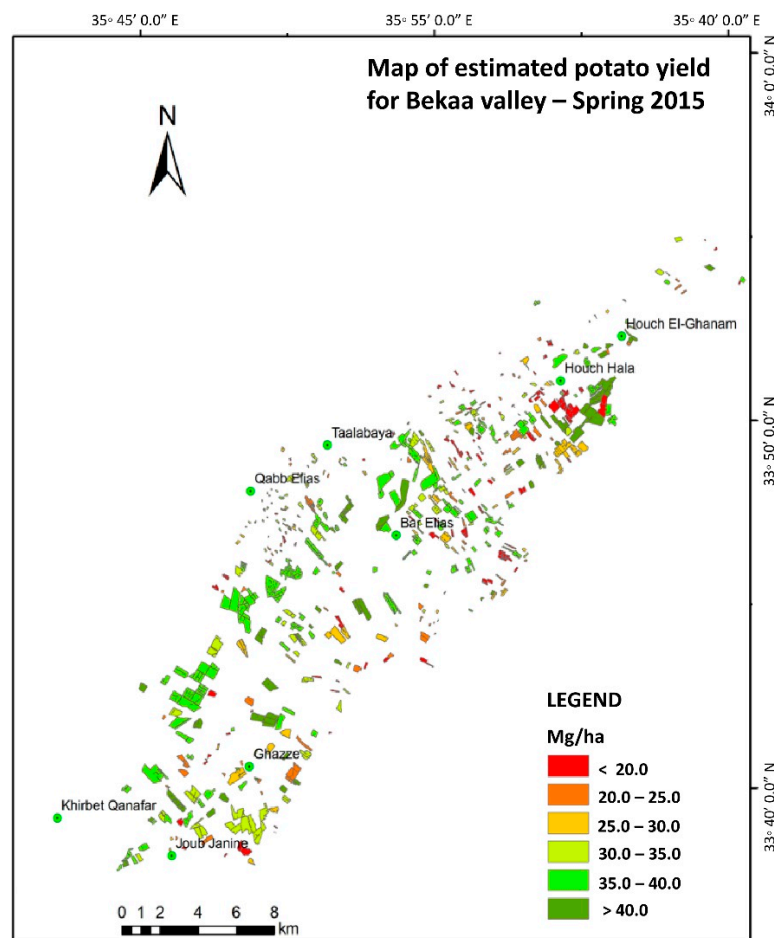 35° 45' 0.0" E
35° 55' 0.0" E
35° 40' 0.0" E
Map of estimated potato yield
for Bekaa valley – Spring 2015
34° 0' 0.0" N
N
Houch El-Ghanam
Houch Hala
Taalabaya
33° 50' 0.0" N
Qabb Elias
Bar Elias
LEGEND
Mg/ha
Ghazze
< 20.0
20.0 – 25.0
Khirbet Qanafar
25.0 – 30.0
33° 40' 0.0" N
30.0 – 35.0
Joub Janine
35.0 – 40.0
> 40.0
0 1 2 4 6 8
km